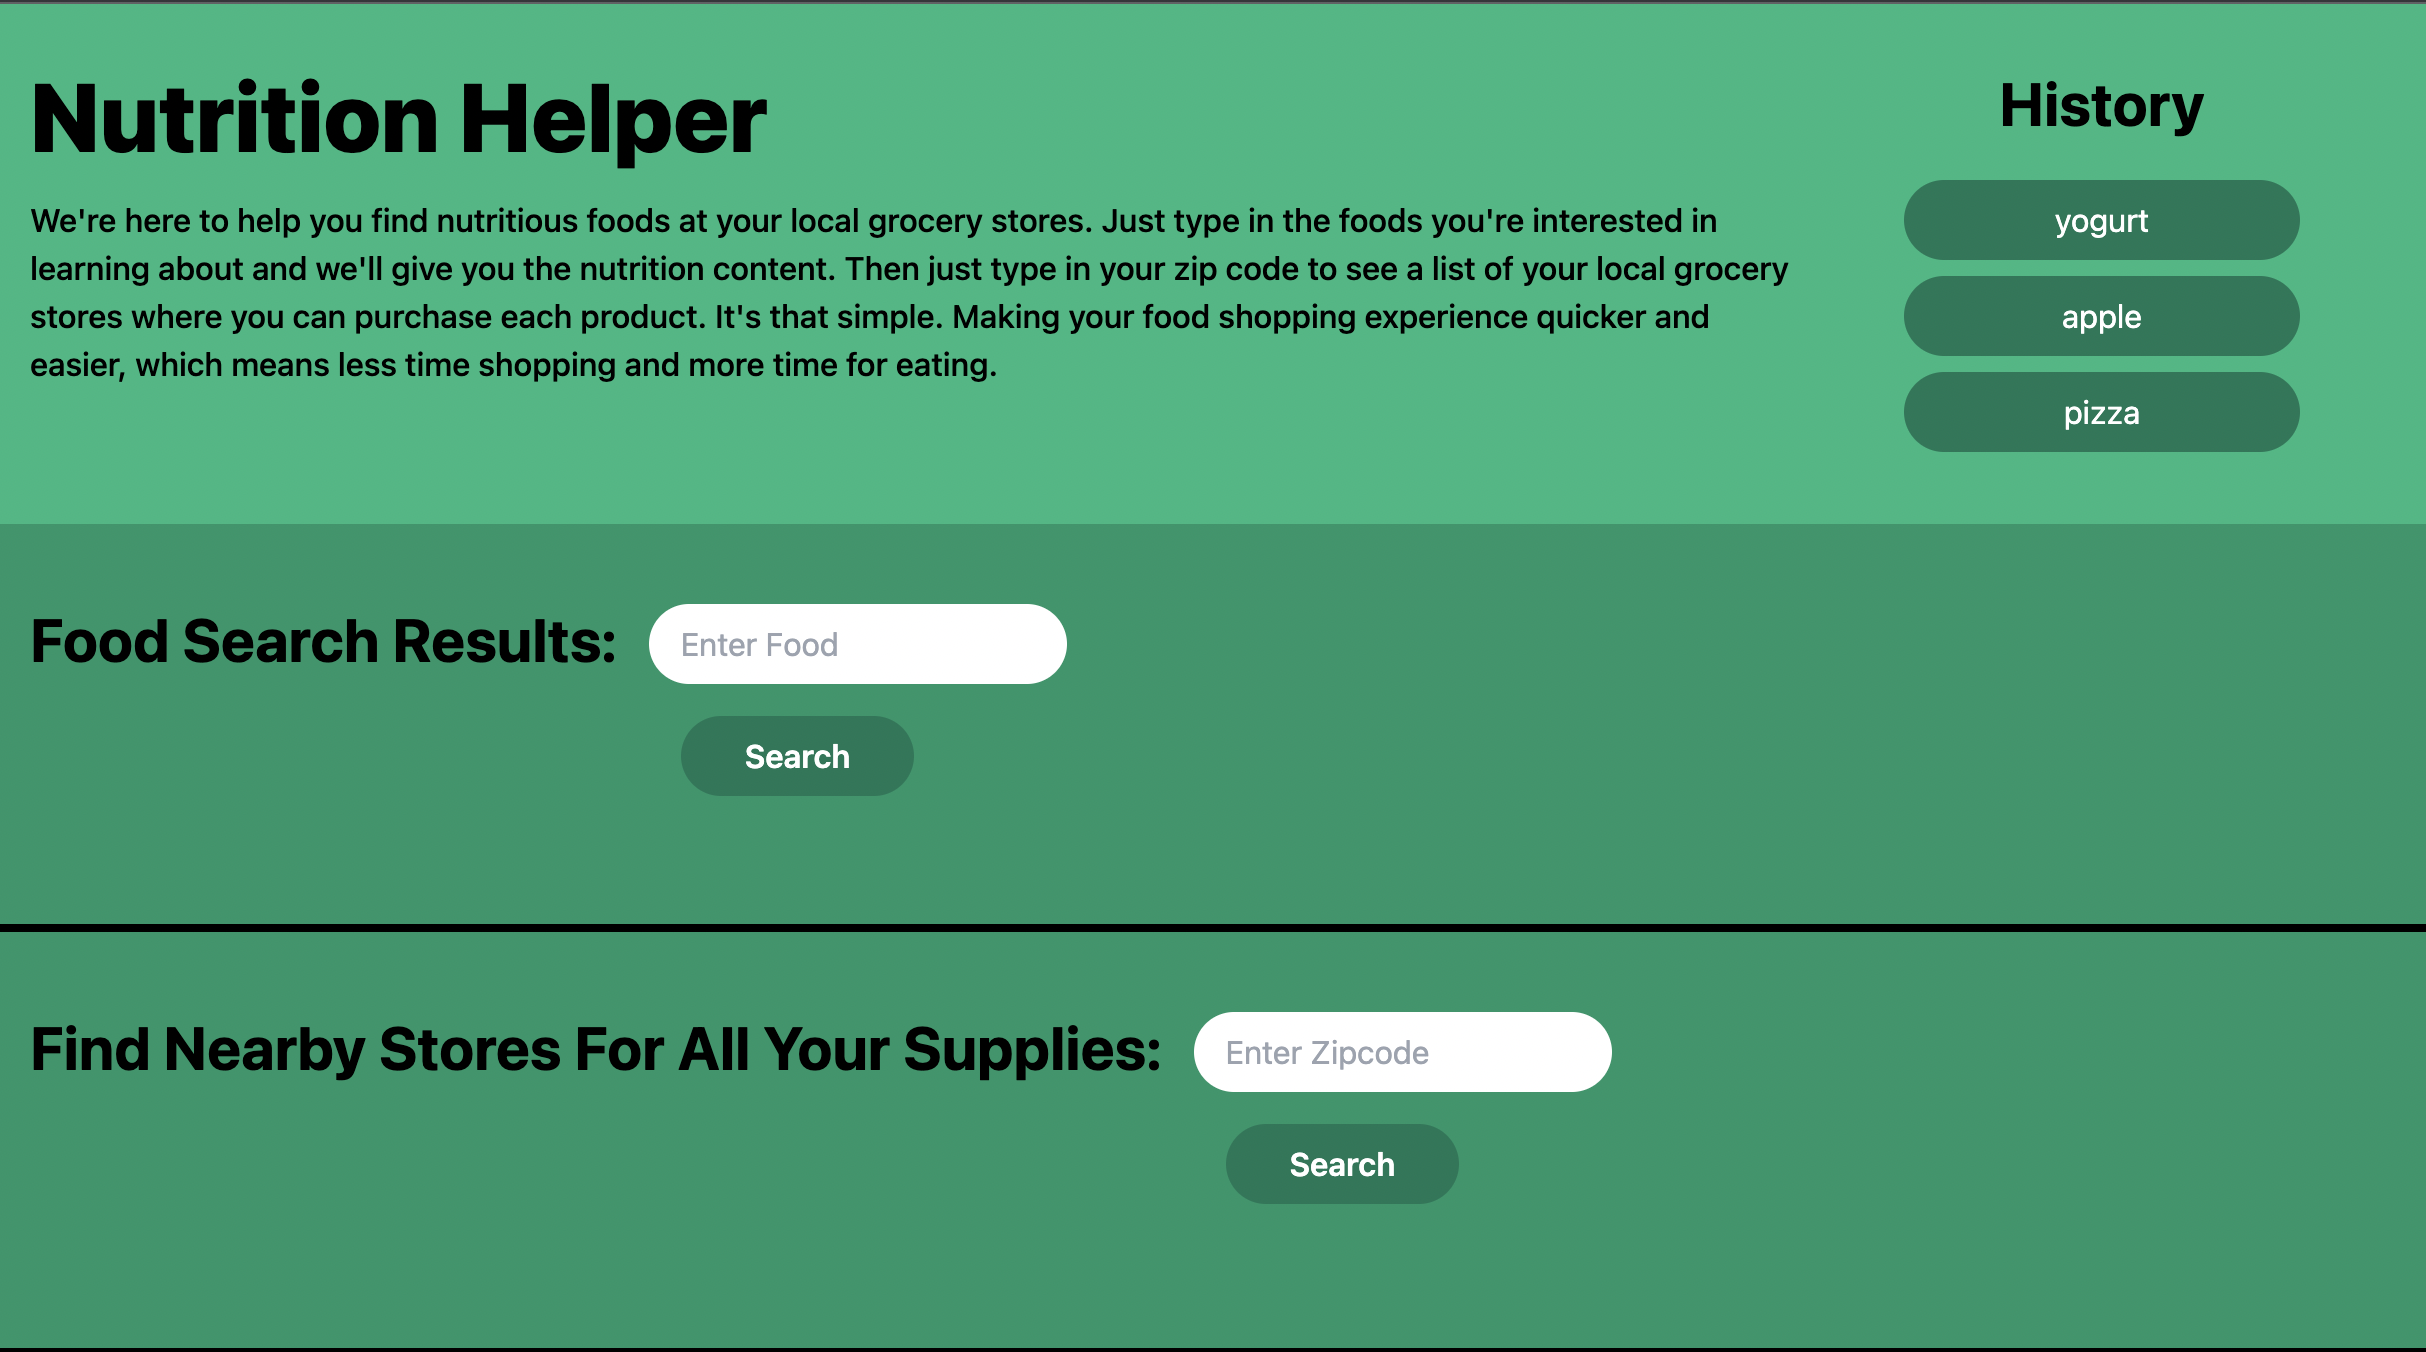 Nutrition Helper
We're here to help you find nutritious foods at your local grocery stores. Just type in the foods you're interested in
learning about and we'll give you the nutrition content. Then just type in your zip code to see a list of your local grocery
stores where you can purchase each product. It's that simple. Making your food shopping experience quicker and
easier, which means less time shopping and more time for eating.
History
yogurt
apple
pizza
Food Search Results:
Enter Food
Search
Find Nearby Stores For All Your Supplies:
Enter Zipcode
Search